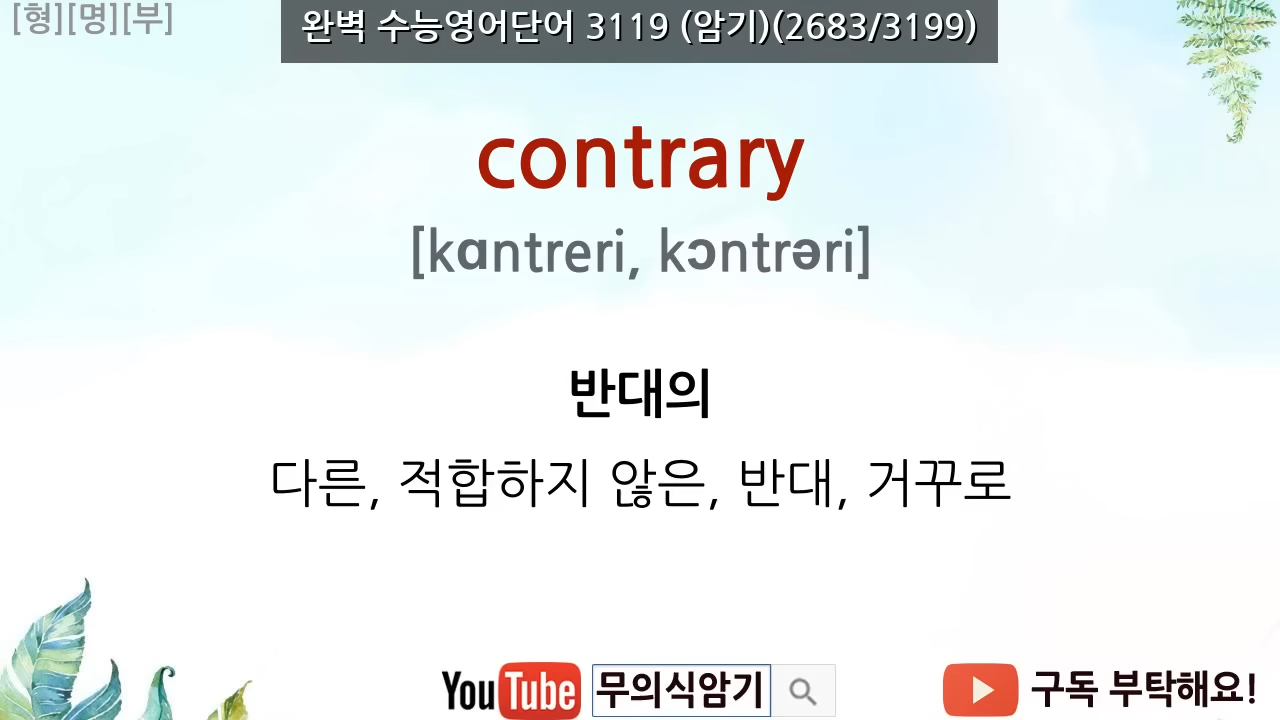 [형][명][부]
완벽 수능영어단어 3119 (암기)(2683/3199)
contrary
[kɑntreri, kɔntrəri]
반대의
다른, 적합하지 않은, 반대, 거꾸로
YouTube 무의식암기
구독 부탁해요!